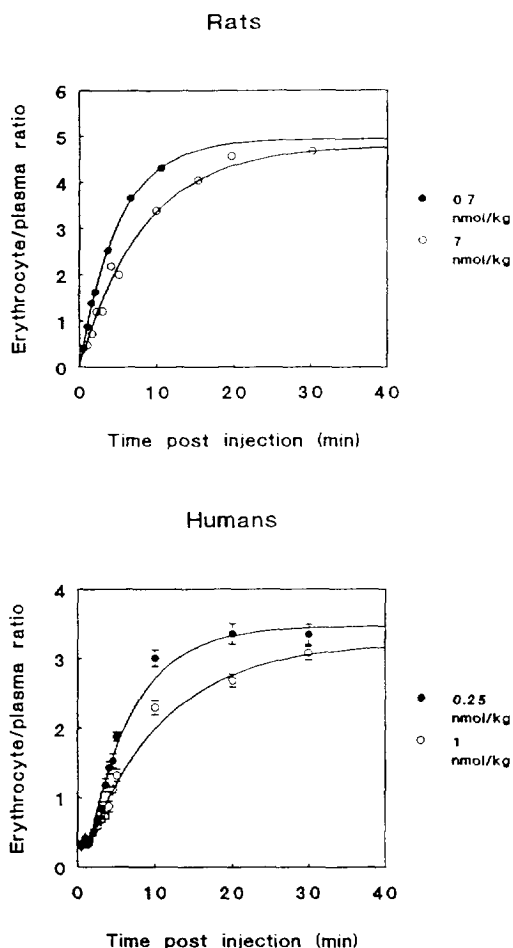 Rats
Erythrocyte/plasma ratio
6
5
4
3
2
1
0
0 10 20 30 40
Time post injection (min)
0 7
nmol/kg
7
nmol/kg
Humans
Erythrocyte/plasma ratio
4
3
2
1
0
0 10 20 30 40
Time post injection (min)
0.25
nmol/kg
1
nmol/kg